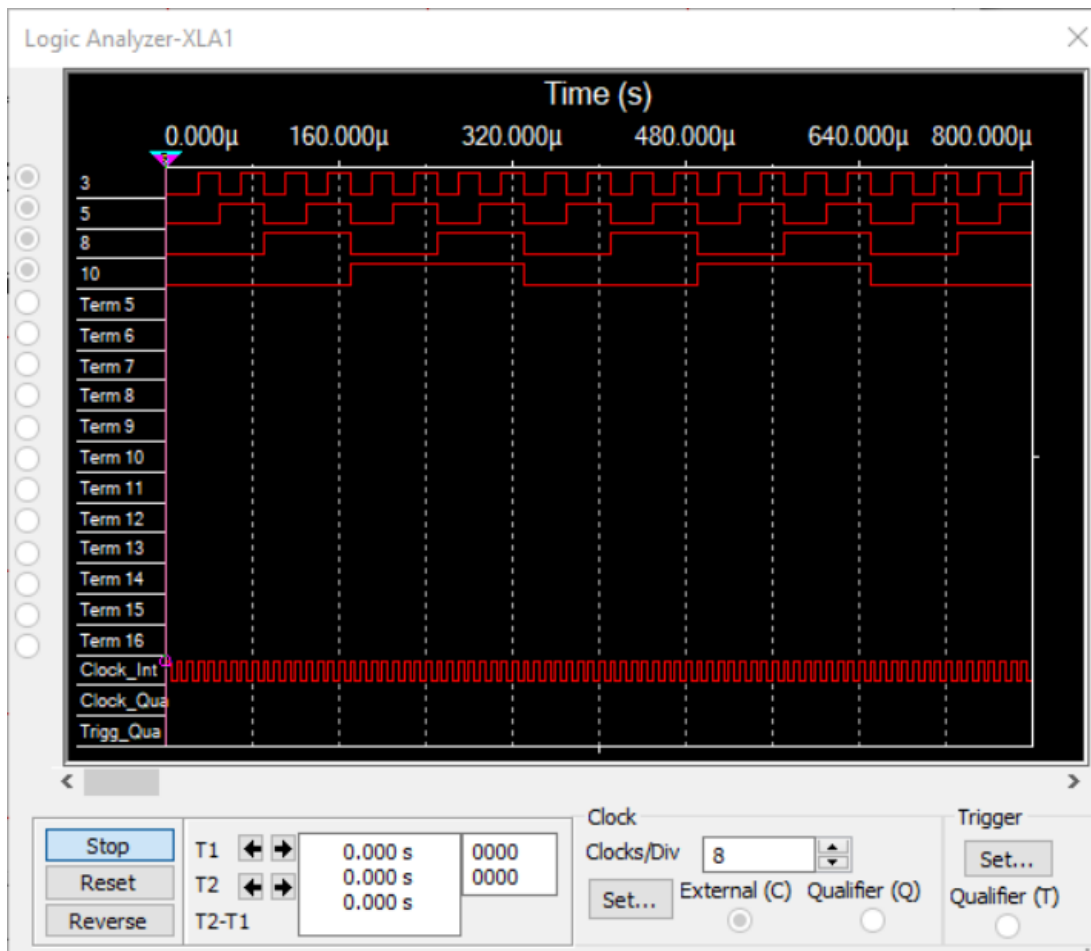 Logic Analyzer-XLA1
Time (s)
0.000µ 160.000µ 320.000µ 480.000µ 640.000µ 800.000µ
3
5
8
10
Term 5
Term 6
Term 7
Term 8
Term 9
Term 10
Term 11
Term 12
Term 13
Term 14
Term 15
Term 16
Clock_Int
Clock_Qua
Trigg_Qua
Stop
Reset
Reverse
T1
T2
T2-T1
0.000 s 0000
0.000 s 0000
0.000 s
Clock
Clocks/Div 8
Set... External (C) Qualifier (Q)
Trigger
Set...
Qualifier (T)